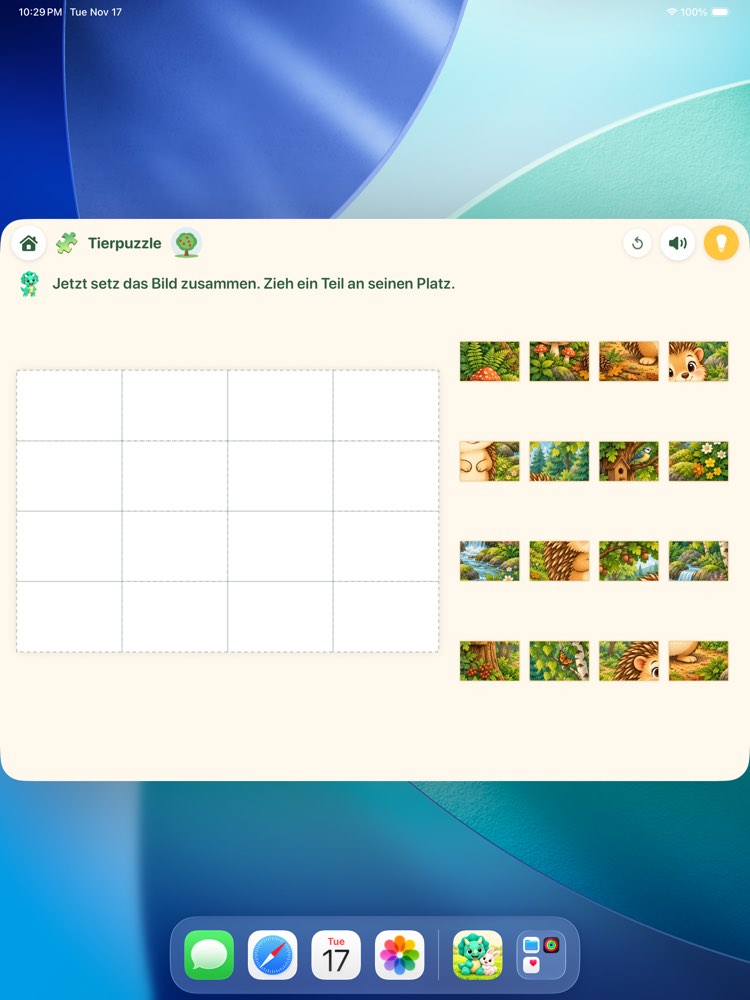 10:29 PM Tue Nov 17
100%
Tierpuzzle
Jetzt setz das Bild zusammen. Zieh ein Teil an seinen Platz.
Tue
17